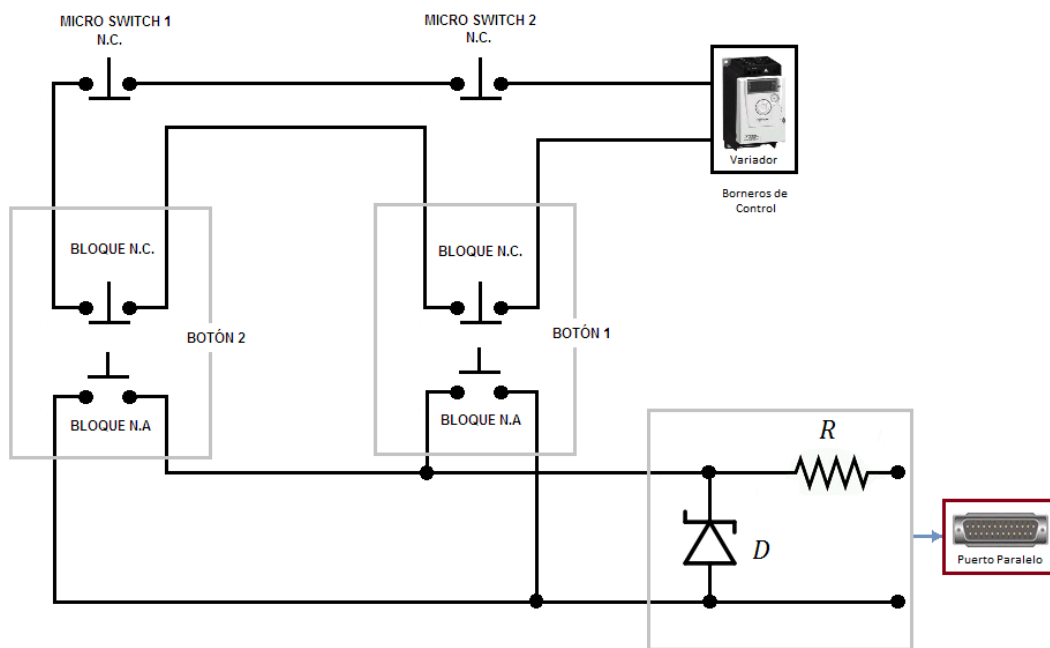 MICRO SWITCH 1
N.C.
MICRO SWITCH 2
N.C.
Variador
Borneros de
Control
BLOQUE N.C.
BLOQUE N.C.
BOTÓN 2
BOTÓN 1
BLOQUE N.A
BLOQUE N.A
R
D
Puerto Paralelo